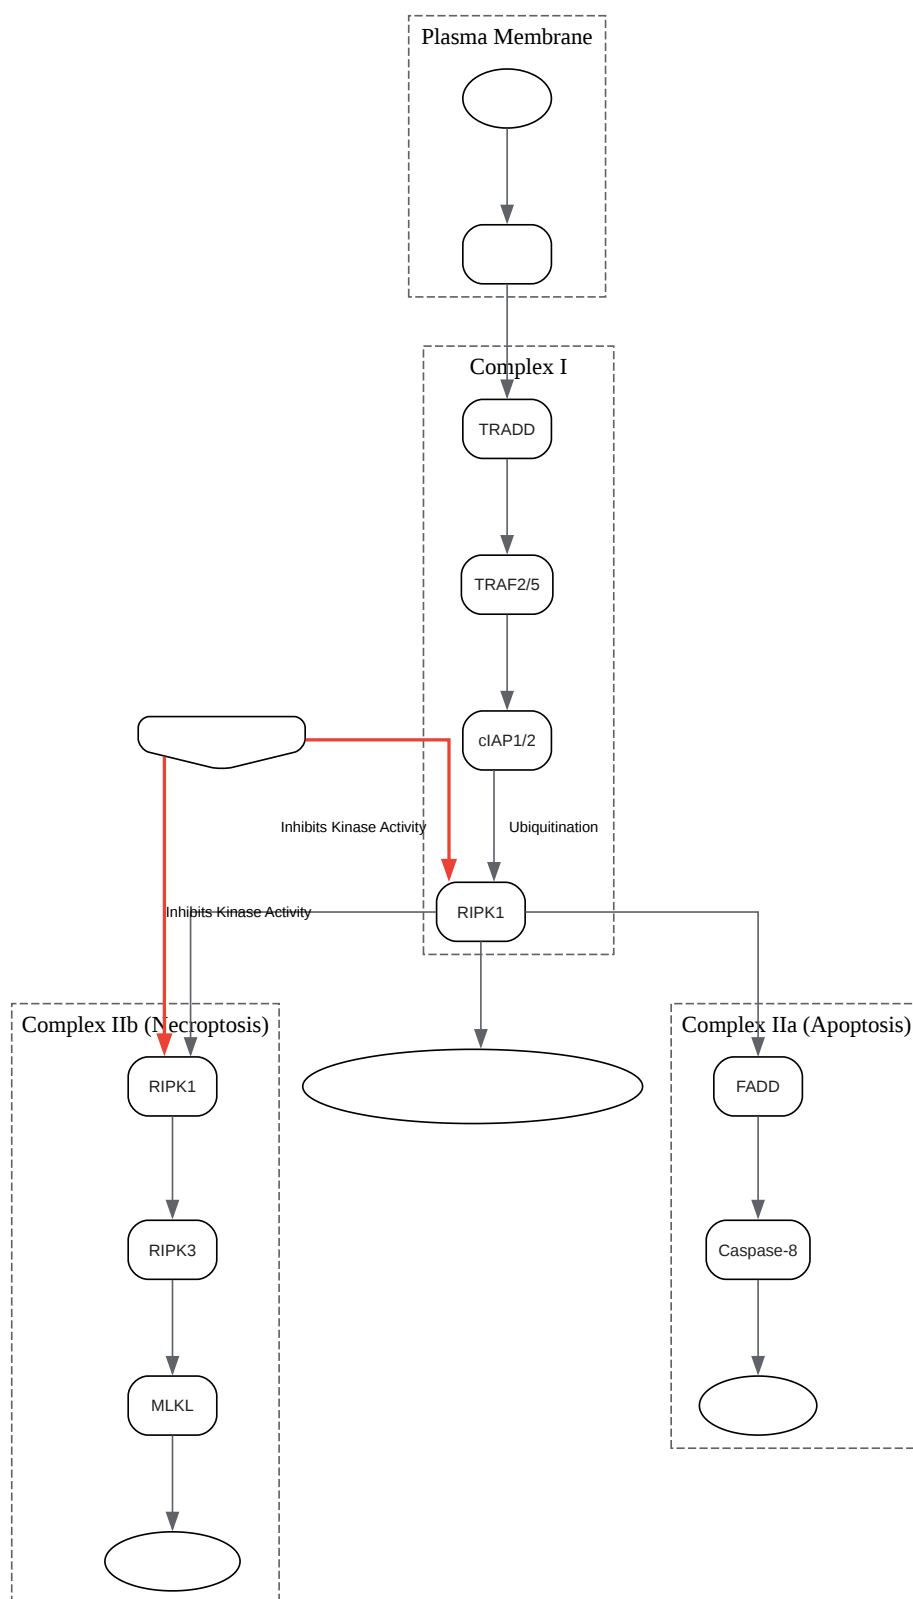 Plasma Membrane
Complex I
TRADD
TRAF2/5
cIAP1/2
Inhibits Kinase Activity
Ubiquitination
RIPK1
Inhibits Kinase Activity
Complex IIb (Necroptosis)
Complex IIa (Apoptosis)
RIPK1
FADD
RIPK3
Caspase-8
MLKL